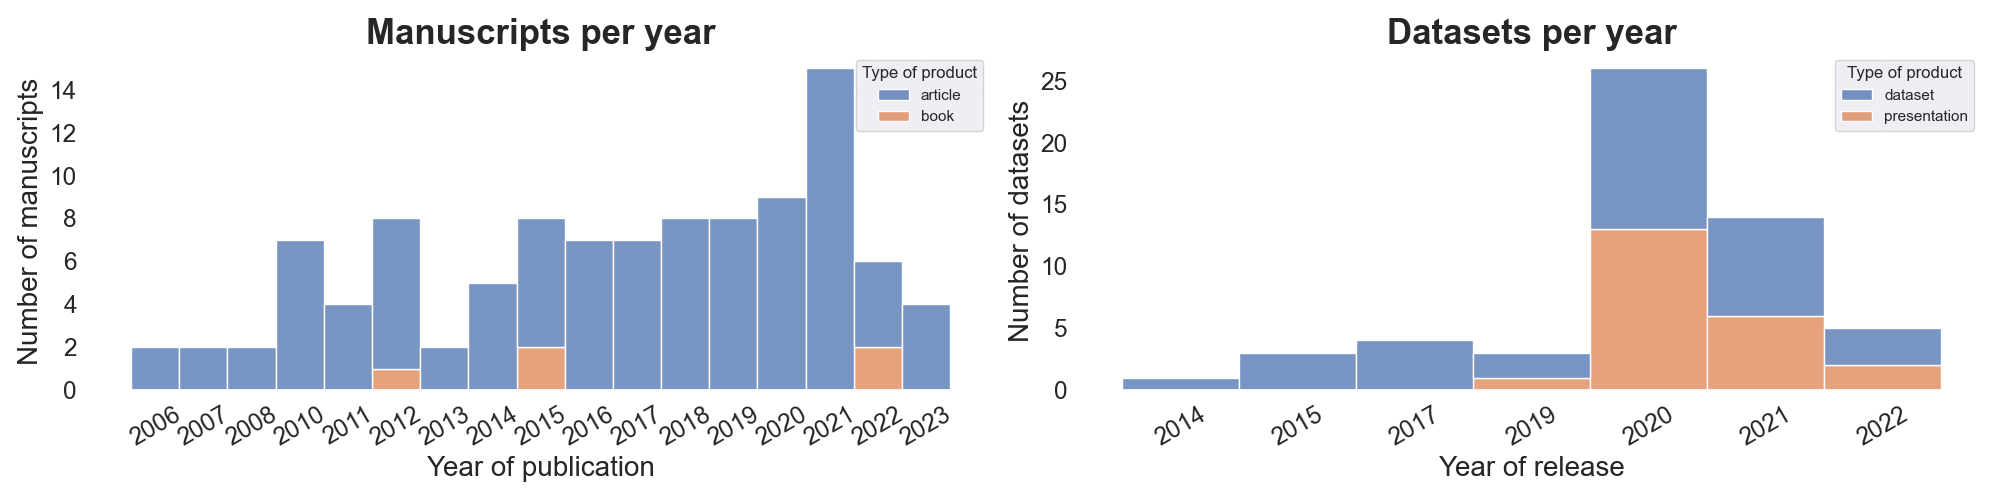 Manuscripts per year
Number of manuscripts
14
12
10
8
6
4
2
0
Type of product
article
book
2006 2007 2008 2010 2011 2012 2013 2014 2015 2016 2017 2018 2019 2020 2021 2022 2023
Year of publication
Datasets per year
Number of datasets
25
20
15
10
5
0
Type of product
dataset
presentation
2014 2015 2017 2019 2020 2021 2022
Year of release